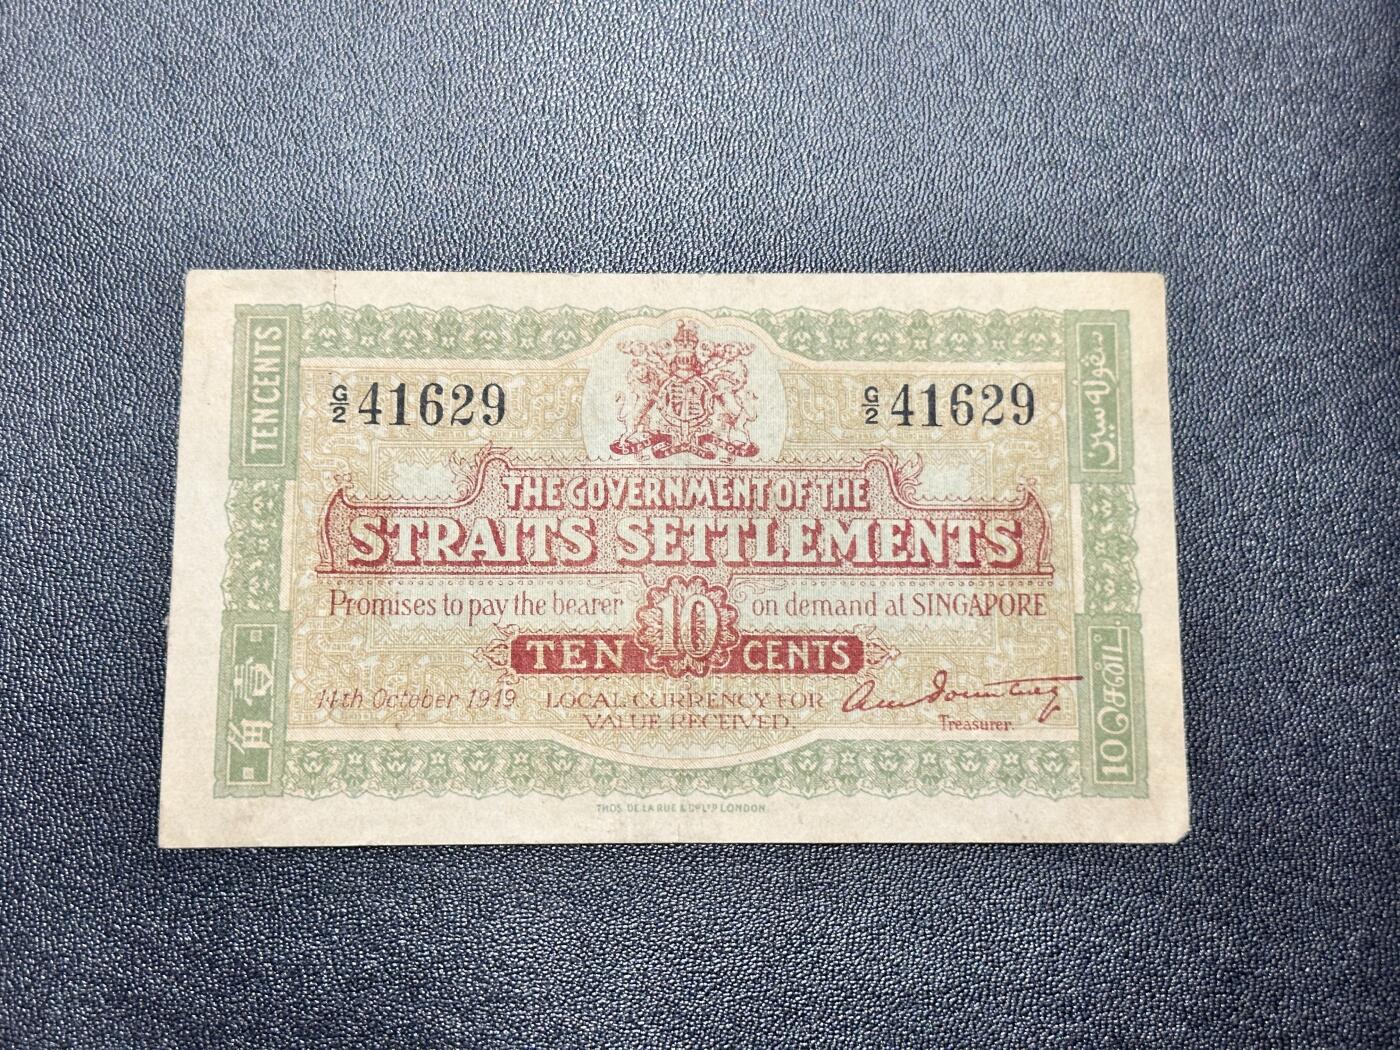 TEN CENTS
G/2 41629
G/2 41629
THE GOVERNMENT OF THE
STRAITS SETTLEMENTS
Promises to pay the bearer 10 on demand at SINGAPORE
TEN CENTS
14th October 1919.
LOCAL CURRENCY FOR
VALUE RECEIVED.
Treasurer.
壹角
10
THOS. DE LA RUE & Co. LTD. LONDON.